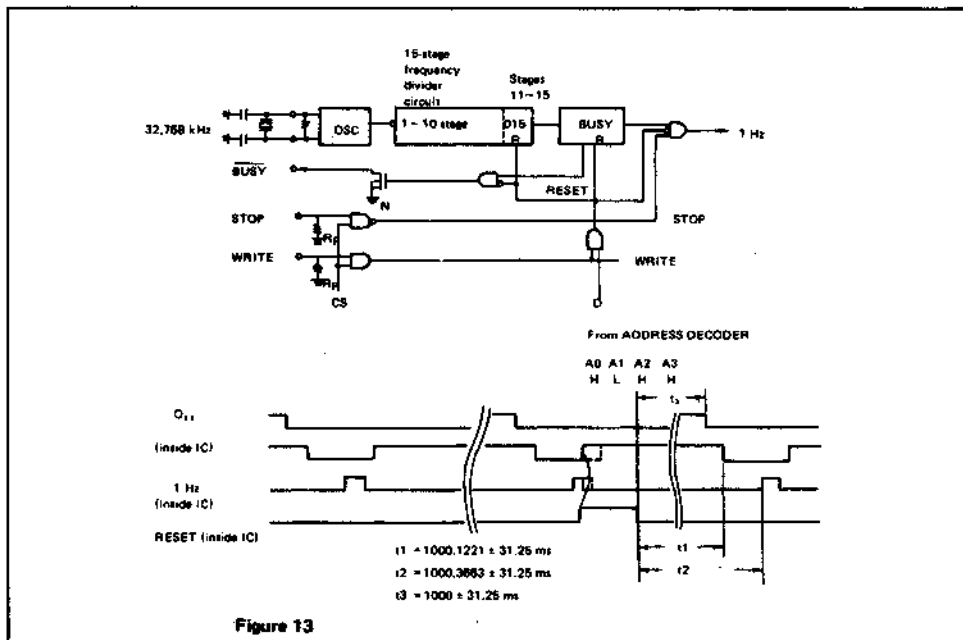 15-stage
frequency
divider
circuit
Stages
11~15
32,768 kHz
OSC
1~10 stage
015
R
BUSY
R
1 Hz
BUSY
N
RESET
STOP
RP
STOP
WRITE
RP
WRITE
CS
From ADDRESS DECODER
A0 A1 A2 A3
H L H H
(inside IC)
1 Hz
(inside IC)
RESET (inside IC)
t1
t2
t1 = 1000.1221 ± 31.25 ms
t2 = 1000.3663 ± 31.25 ms
t3 = 1000 ± 31.25 ms
Figure 13